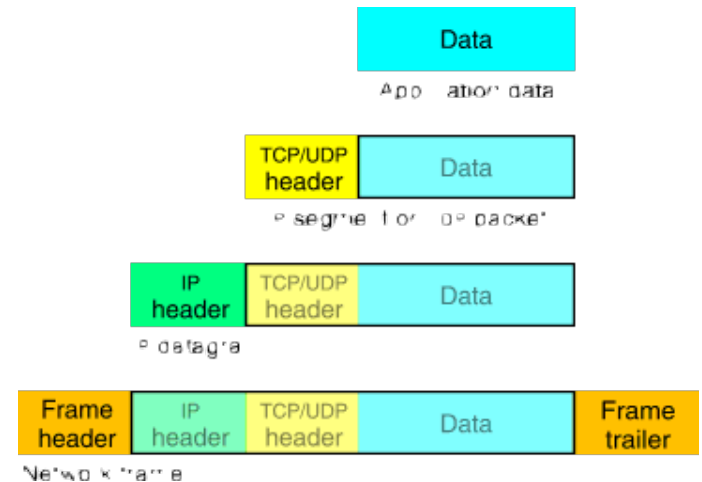 Data
TCP/UDP
header
Data
IP
header
TCP/UDP
header
Data
Frame
header
IP
header
TCP/UDP
header
Data
Frame
trailer